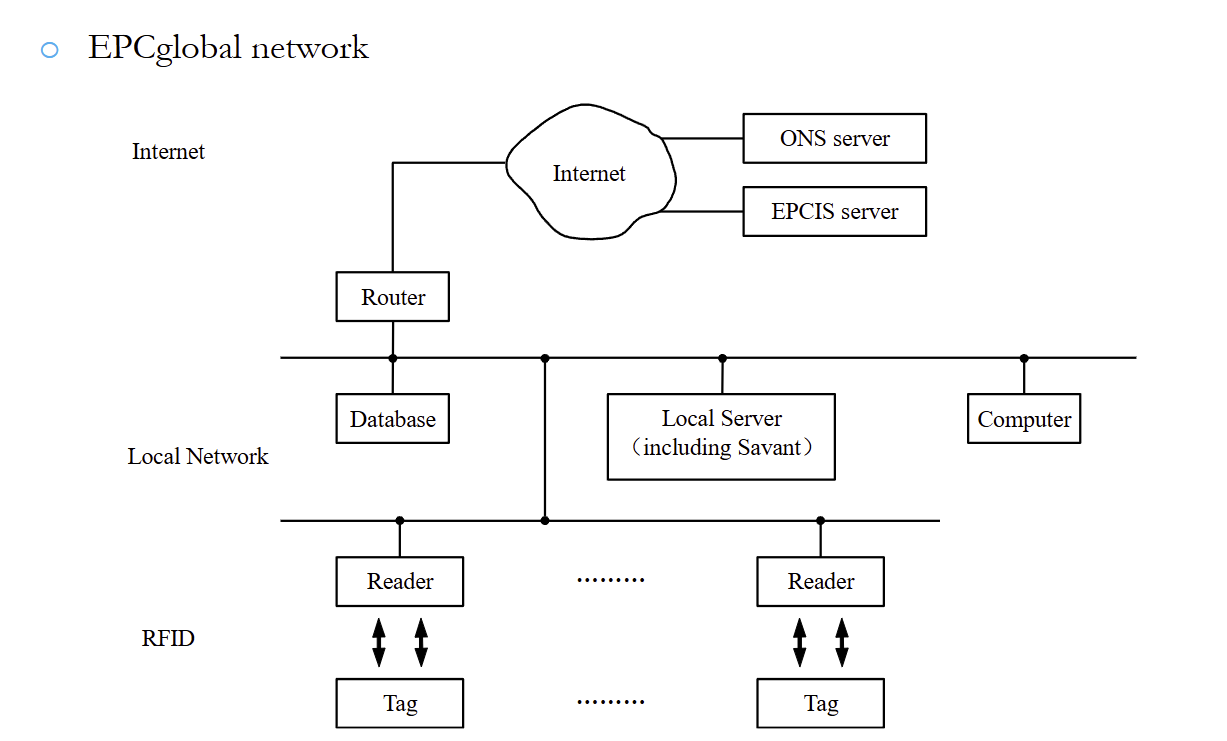 EPCglobal network
Internet
Internet
ONS server
EPCIS server
Router
Database
Local Server
（including Savant）
Computer
Local Network
Reader
·········
Reader
RFID
Tag
·········
Tag